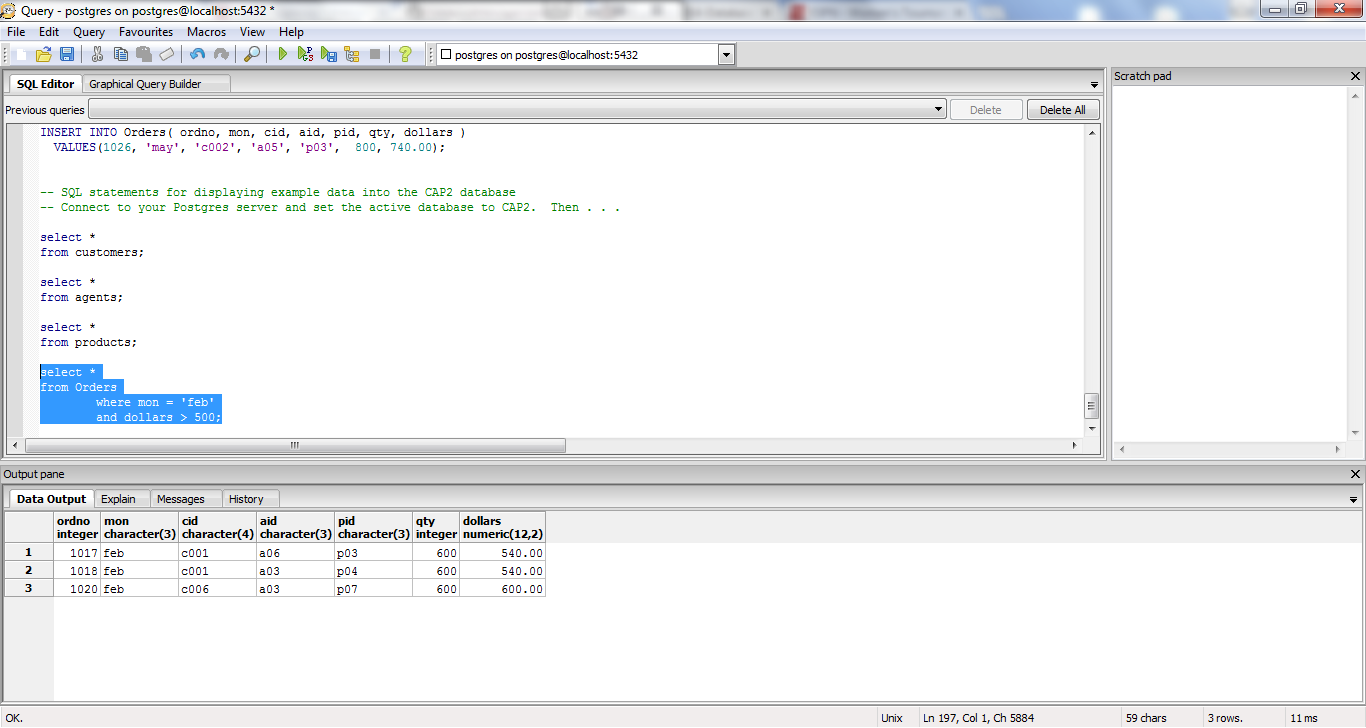 Query - postgres on postgres@localhost:5432 *
File Edit Query Favourites Macros View Help
postgres on postgres@localhost:5432
SQL Editor Graphical Query Builder
Previous queries Delete Delete All
INSERT INTO Orders( ordno, mon, cid, aid, pid, qty, dollars )
VALUES(1026, 'may', 'c002', 'a05', 'p03', 800, 740.00);
-- SQL statements for displaying example data into the CAP2 database
-- Connect to your Postgres server and set the active database to CAP2. Then . . .
select *
from customers;
select *
from agents;
select *
from products;
select *
from Orders
where mon = 'feb'
and dollars > 500;
Scratch pad
Output pane
Data Output Explain Messages History
ordno mon cid aid pid qty dollars
integer character(3) character(4) character(3) character(3) integer numeric(12,2)
1 1017 feb c001 a06 p03 600 540.00
2 1018 feb c001 a03 p04 600 540.00
3 1020 feb c006 a03 p07 600 600.00
OK. Unix Ln 197, Col 1, Ch 5884 59 chars 3 rows. 11 ms